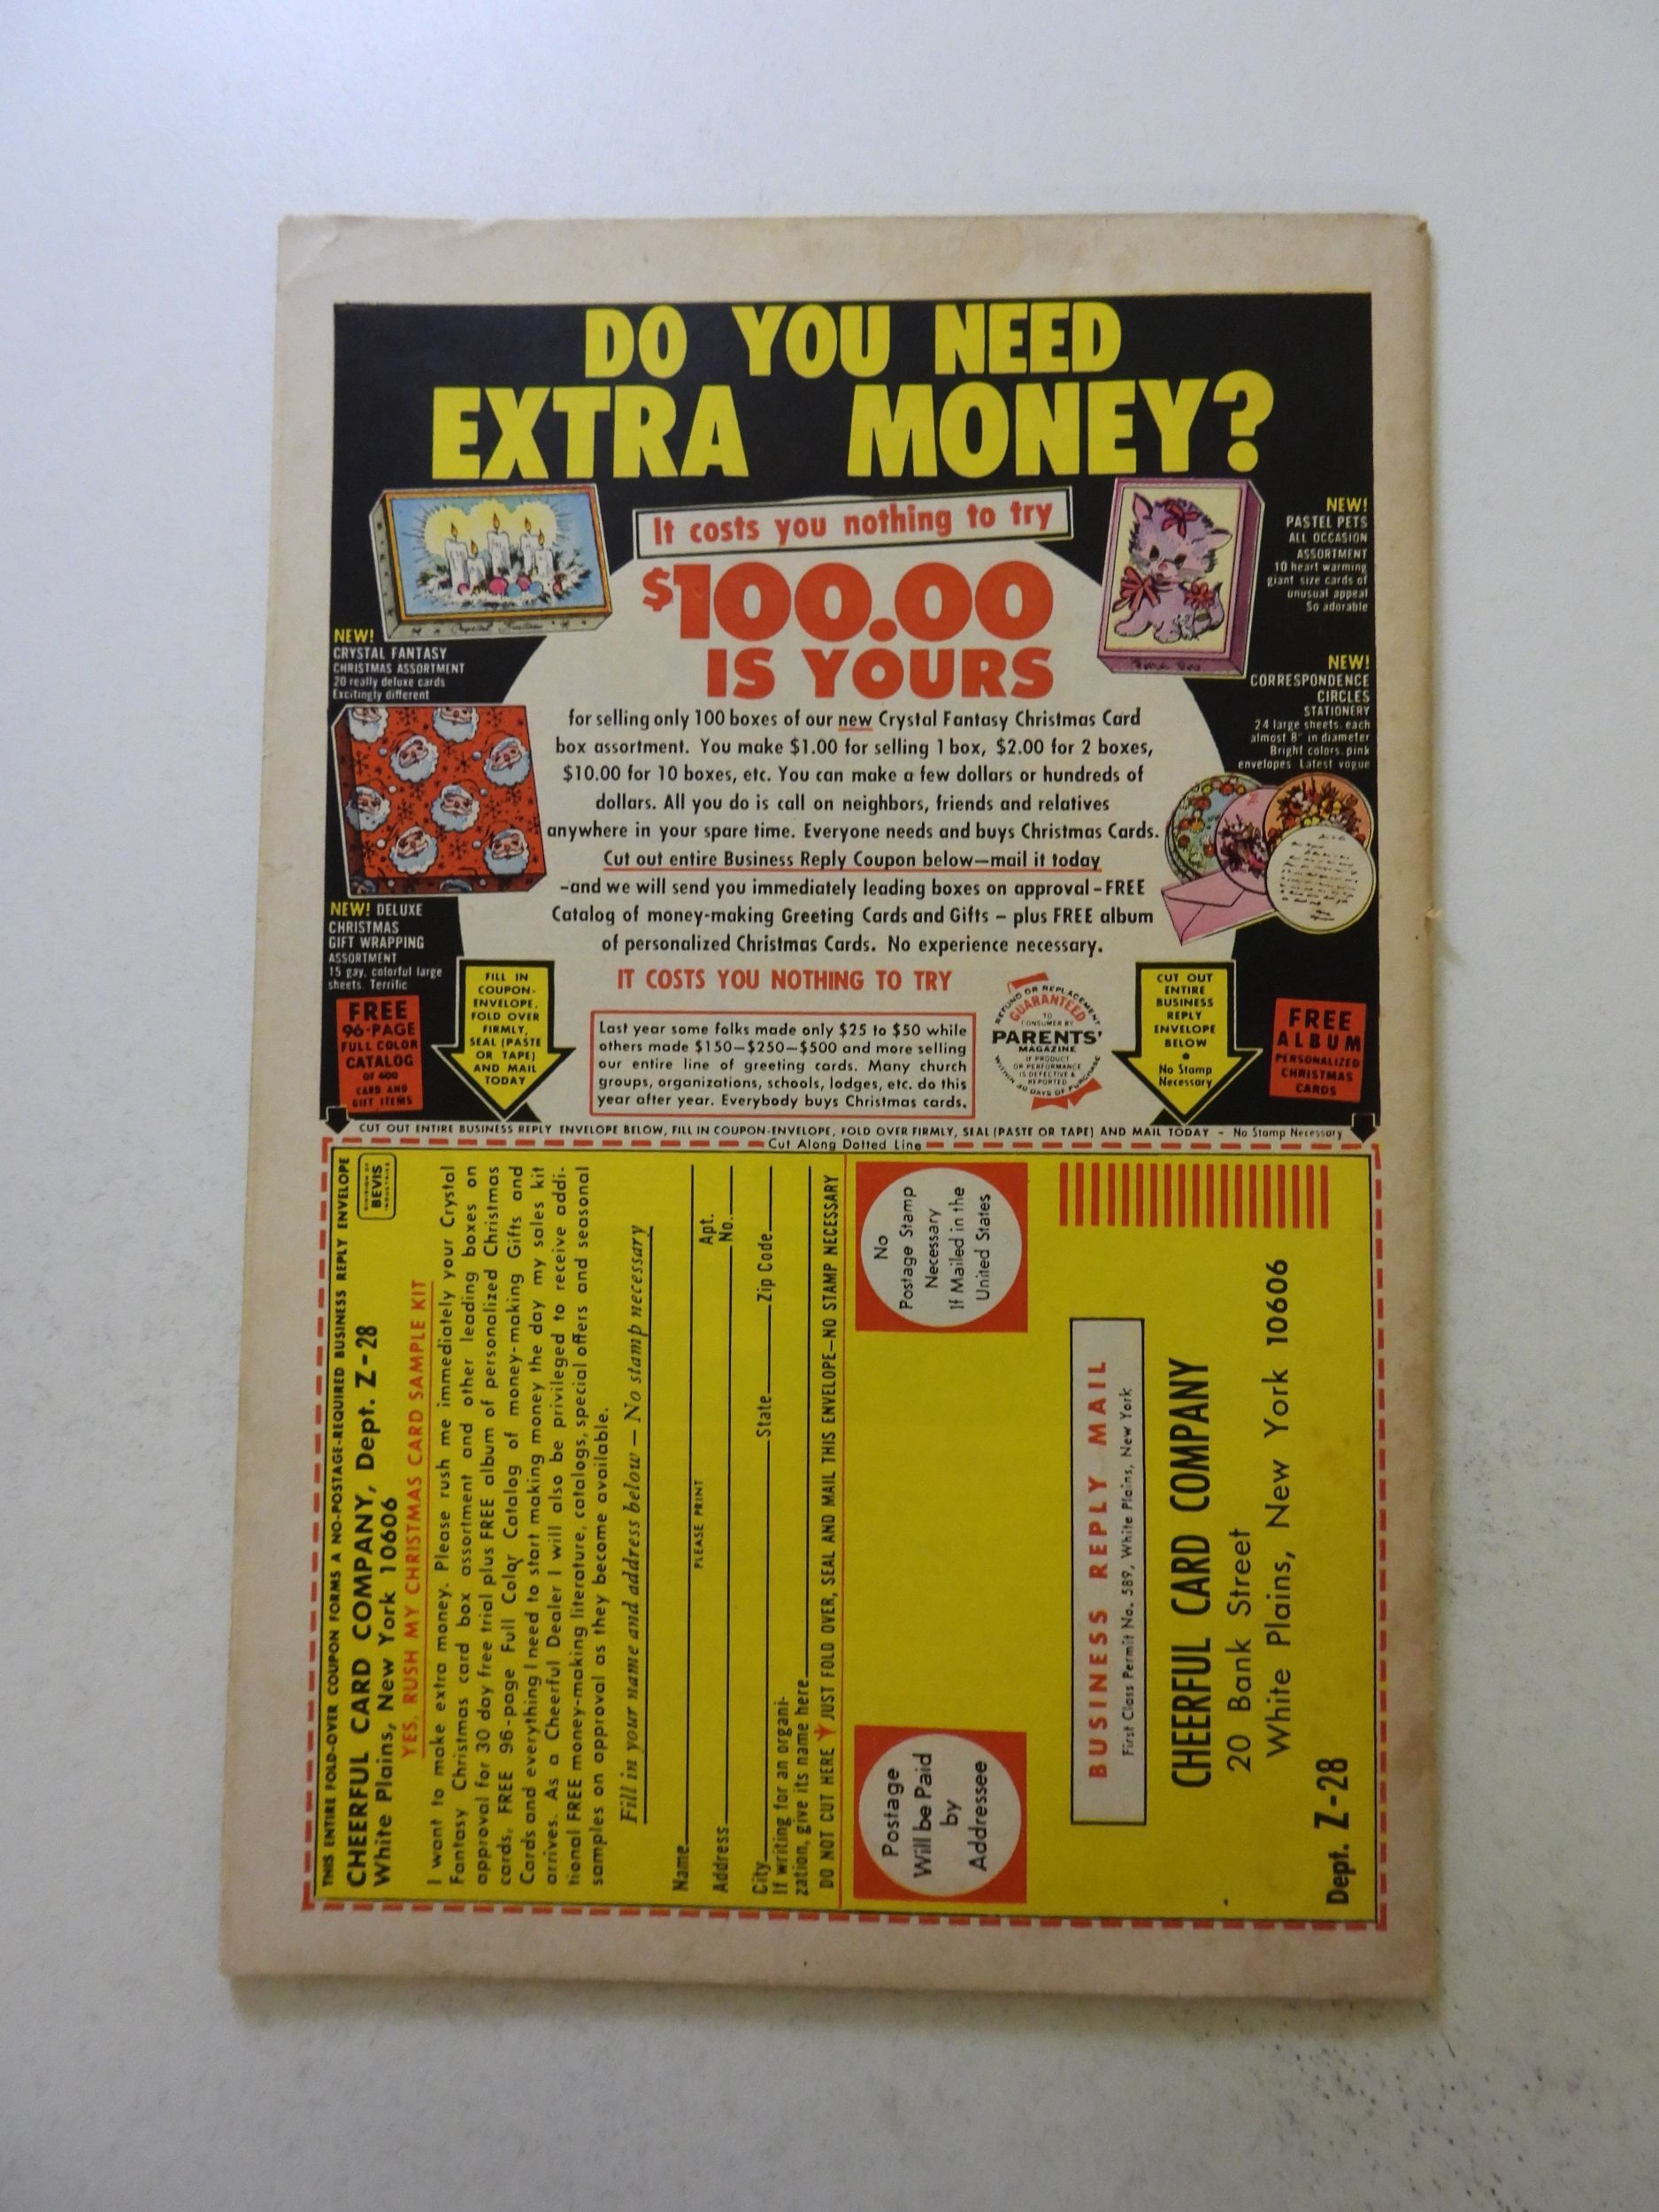 DO YOU NEED
EXTRA MONEY?
It costs you nothing to try
$100.00
IS YOURS
NEW!
CRYSTAL FANTASY
CHRISTMAS ASSORTMENT
20 really deluxe cards
Excitingly different
NEW!
PASTEL PETS
ALL OCCASION
ASSORTMENT
10 heart warming
giant size cards of
unusual appeal
So adorable
NEW!
CORRESPONDENCE
CIRCLES
STATIONERY
24 large sheets, each
almost 8" in diameter
Bright colors, pink
envelopes Latest vogue
for selling only 100 boxes of our new Crystal Fantasy Christmas Card
box assortment. You make $1.00 for selling 1 box, $2.00 for 2 boxes,
$10.00 for 10 boxes, etc. You can make a few dollars or hundreds of
dollars. All you do is call on neighbors, friends and relatives
anywhere in your spare time. Everyone needs and buys Christmas Cards.
Cut out entire Business Reply Coupon below—mail it today
–and we will send you immediately leading boxes on approval – FREE
Catalog of money-making Greeting Cards and Gifts – plus FREE album
of personalized Christmas Cards. No experience necessary.
NEW! DELUXE
CHRISTMAS
GIFT WRAPPING
ASSORTMENT
15 gay, colorful large
sheets. Terrific
FREE
96-PAGE
FULL COLOR
CATALOG
OF 400
CARD AND
GIFT ITEMS
FILL IN
COUPON-
ENVELOPE,
FOLD OVER
FIRMLY,
SEAL (PASTE
OR TAPE)
AND MAIL
TODAY
IT COSTS YOU NOTHING TO TRY
Last year some folks made only $25 to $50 while
others made $150—$250—$500 and more selling
our entire line of greeting cards. Many church
groups, organizations, schools, lodges, etc. do this
year after year. Everybody buys Christmas cards.
REFUND OR REPLACEMENT
GUARANTEED
TO
CONSUMER BY
PARENTS'
MAGAZINE
IF PRODUCT
OR PERFORMANCE
IS DEFECTIVE &
REPORTED
WITHIN 30 DAYS OF PURCHASE
CUT OUT
ENTIRE
BUSINESS
REPLY
ENVELOPE
BELOW
•
No Stamp
Necessary
FREE
ALBUM
PERSONALIZED
CHRISTMAS
CARDS
CUT OUT ENTIRE BUSINESS REPLY ENVELOPE BELOW, FILL IN COUPON-ENVELOPE, FOLD OVER FIRMLY, SEAL (PASTE OR TAPE) AND MAIL TODAY – No Stamp Necessary
Cut Along Dotted Line
THIS ENTIRE FOLD-OVER COUPON FORMS A NO-POSTAGE-REQUIRED BUSINESS REPLY ENVELOPE
CHEERFUL CARD COMPANY, Dept. Z-28
White Plains, New York 10606
DIVISION OF
BEVIS
INDUSTRIES
YES, RUSH MY CHRISTMAS CARD SAMPLE KIT
I want to make extra money. Please rush me immediately your Crystal
Fantasy Christmas card box assortment and other leading boxes on
approval for 30 day free trial plus FREE album of personalized Christmas
cards, FREE 96-page Full Color Catalog of money-making Gifts and
Cards and everything I need to start making money the day my sales kit
arrives. As a Cheerful Dealer I will also be privileged to receive addi-
tional FREE money-making literature, catalogs, special offers and seasonal
samples on approval as they become available.
Fill in your name and address below — No stamp necessary
Name
PLEASE PRINT
Address Apt. No.
City State Zip Code
If writing for an organi-
zation, give its name here
DO NOT CUT HERE JUST FOLD OVER, SEAL AND MAIL THIS ENVELOPE—NO STAMP NECESSARY
Postage
Will be Paid
by
Addressee
No
Postage Stamp
Necessary
If Mailed in the
United States
BUSINESS REPLY MAIL
First Class Permit No. 589, White Plains, New York
CHEERFUL CARD COMPANY
20 Bank Street
White Plains, New York 10606
Dept. Z-28